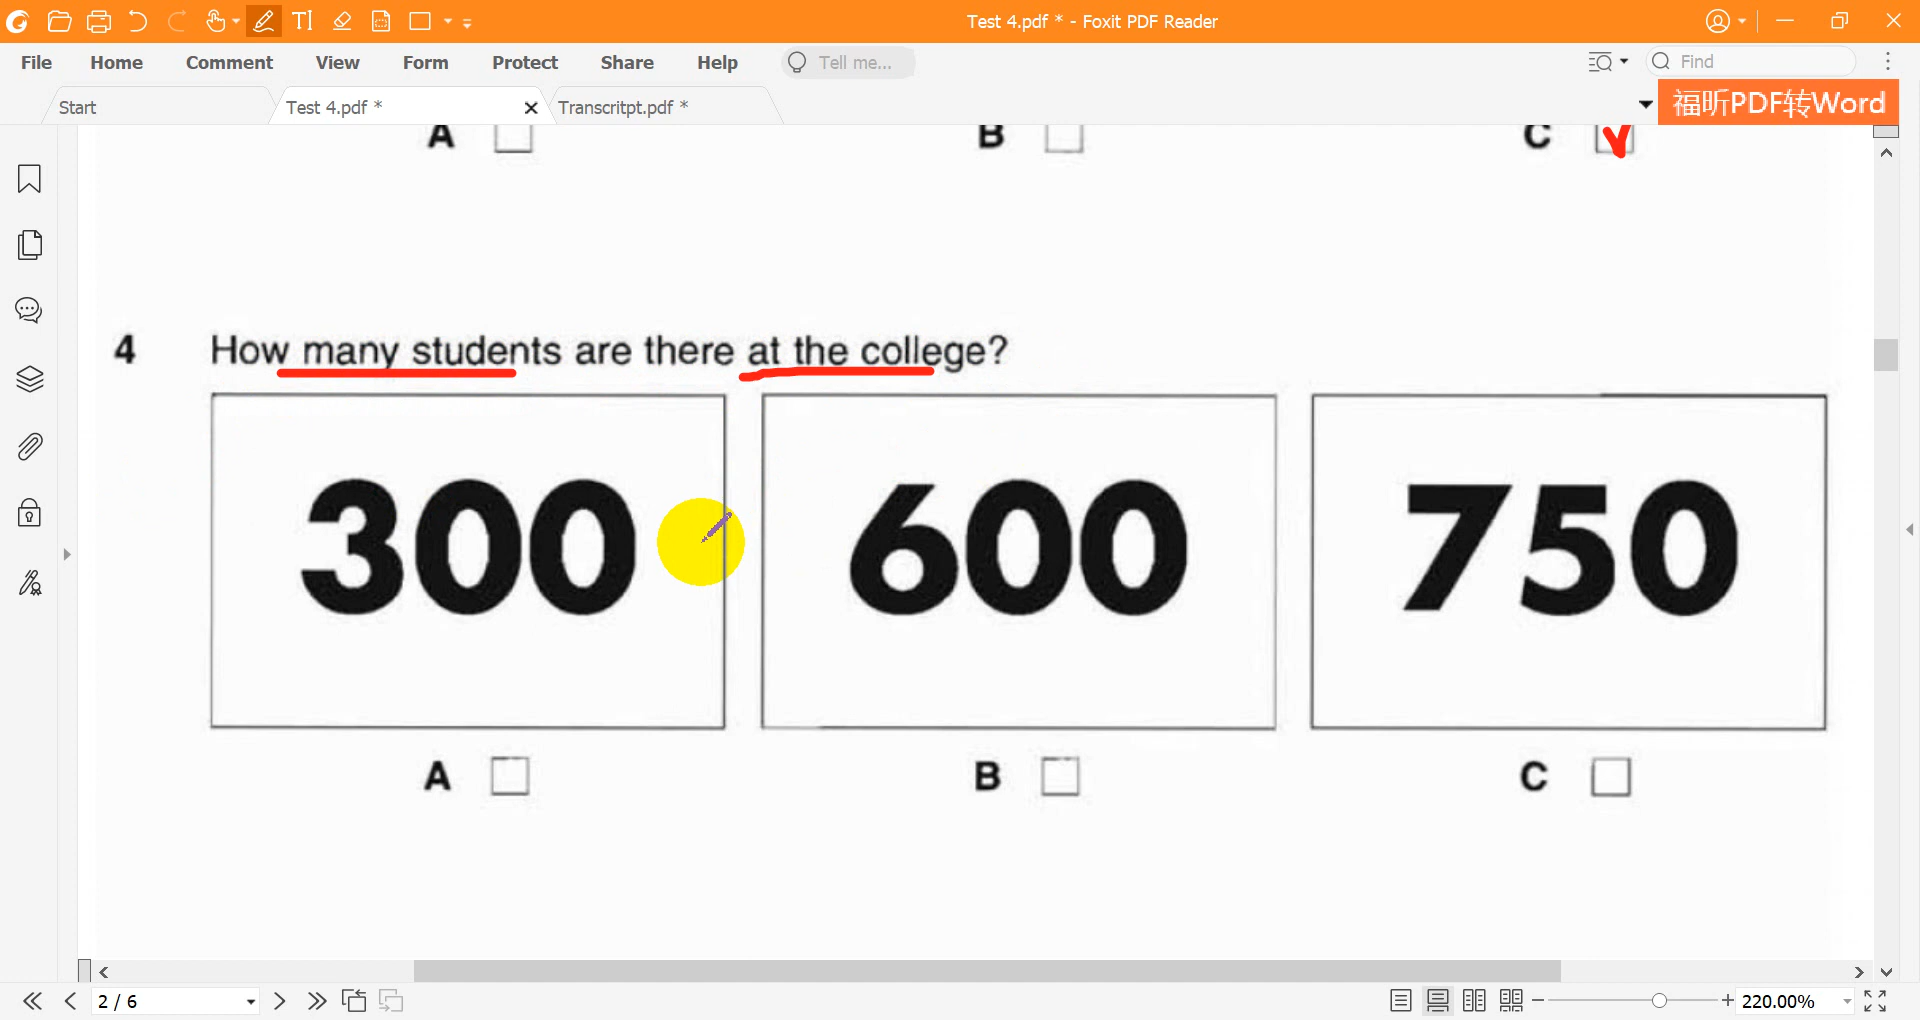 Test 4.pdf * - Foxit PDF Reader
File Home Comment View Form Protect Share Help Tell me... Find
Start Test 4.pdf * Transcritpt.pdf * 福昕PDF转Word
A B C
4 How many students are there at the college?
300 600 750
A B C
2 / 6 220.00%